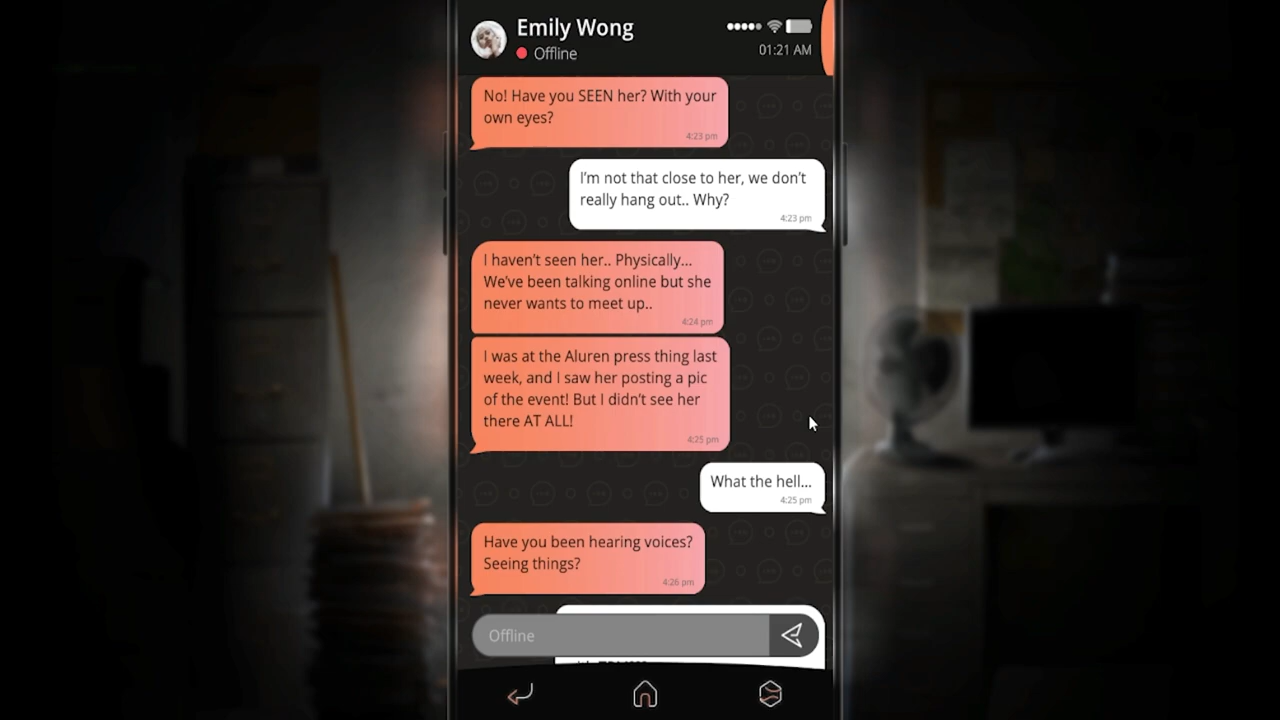 Emily Wong
Offline
01:21 AM
No! Have you SEEN her? With your
own eyes?
4:23 pm
I'm not that close to her, we don't
really hang out.. Why?
4:23 pm
I haven't seen her.. Physically...
We've been talking online but she
never wants to meet up..
4:24 pm
I was at the Aluren press thing last
week, and I saw her posting a pic
of the event! But I didn't see her
there AT ALL!
4:25 pm
What the hell...
4:25 pm
Have you been hearing voices?
Seeing things?
4:26 pm
Offline